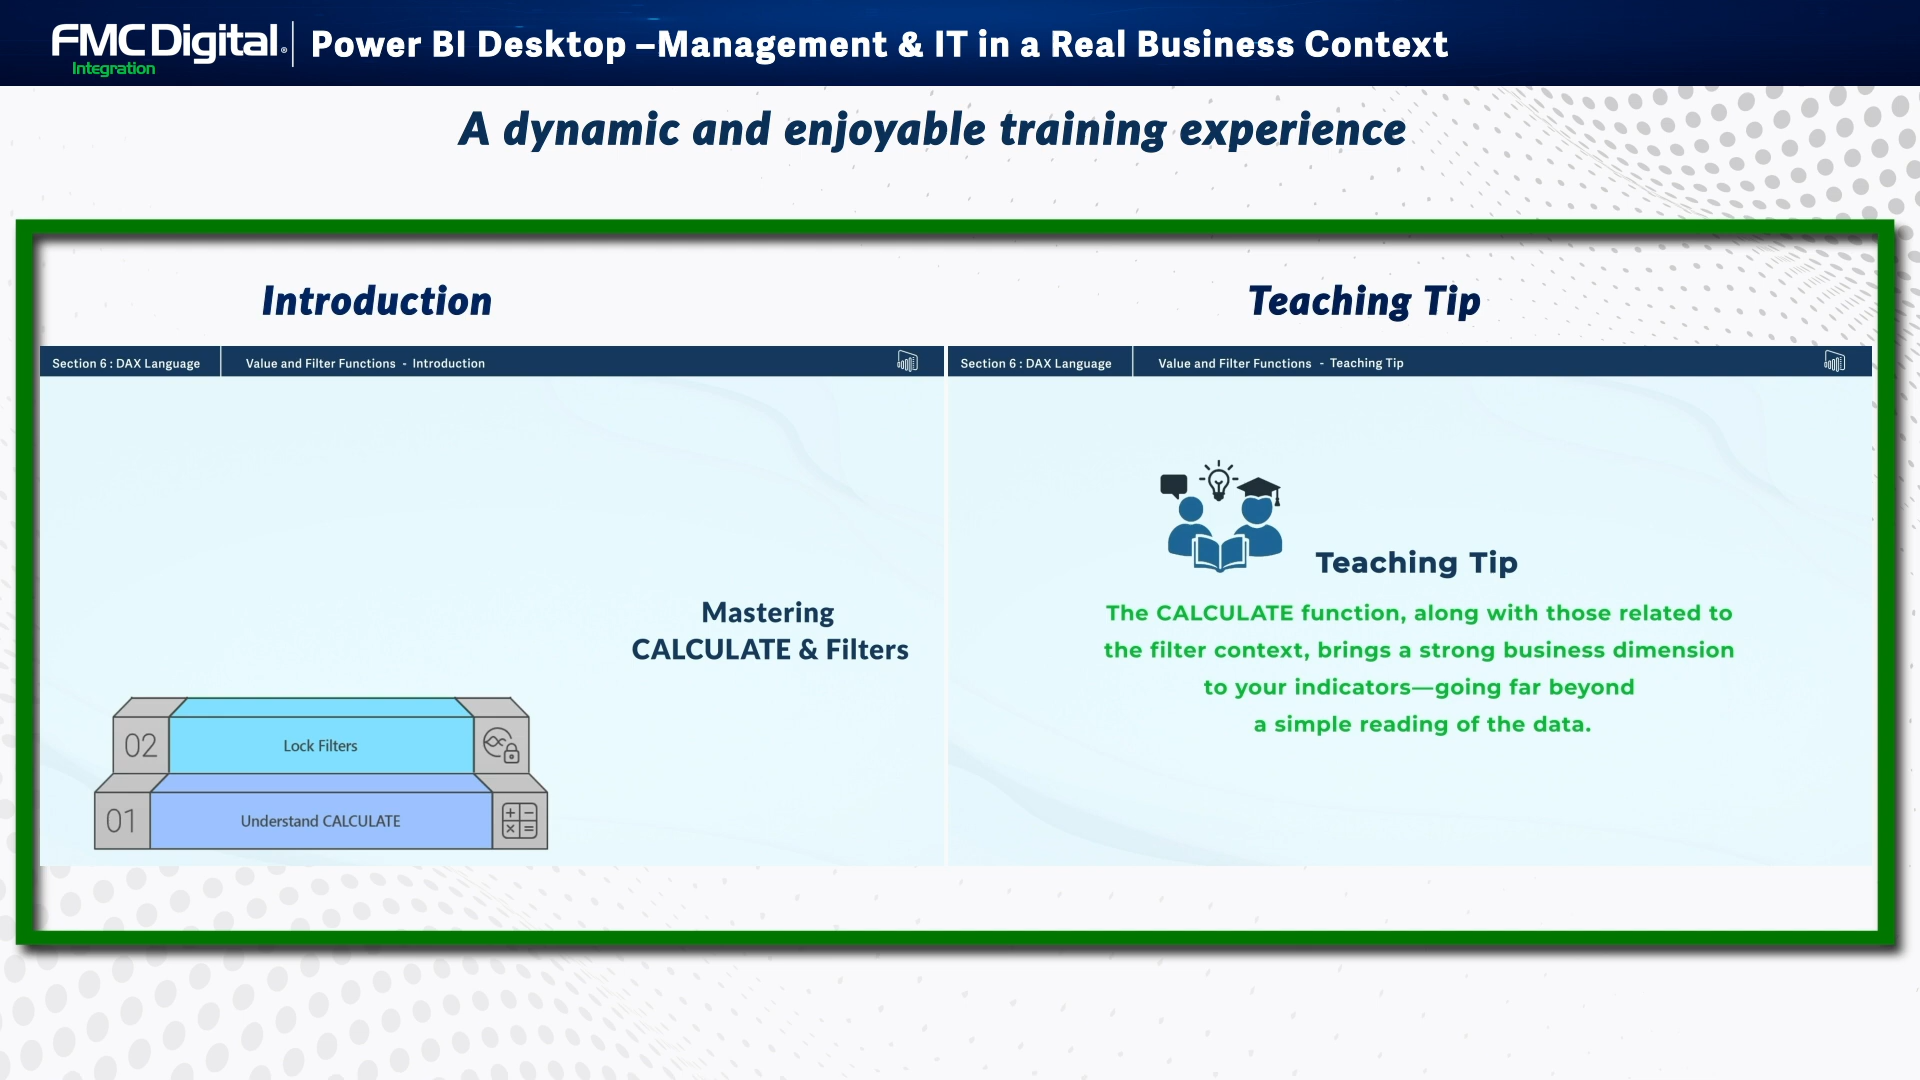 FMC Digital®
Integration
Power BI Desktop –Management & IT in a Real Business Context
A dynamic and enjoyable training experience
Introduction
Section 6 : DAX Language
Value and Filter Functions - Introduction
Mastering
CALCULATE & Filters
02
Lock Filters
01
Understand CALCULATE
Teaching Tip
Section 6 : DAX Language
Value and Filter Functions - Teaching Tip
Teaching Tip
The CALCULATE function, along with those related to
the filter context, brings a strong business dimension
to your indicators—going far beyond
a simple reading of the data.